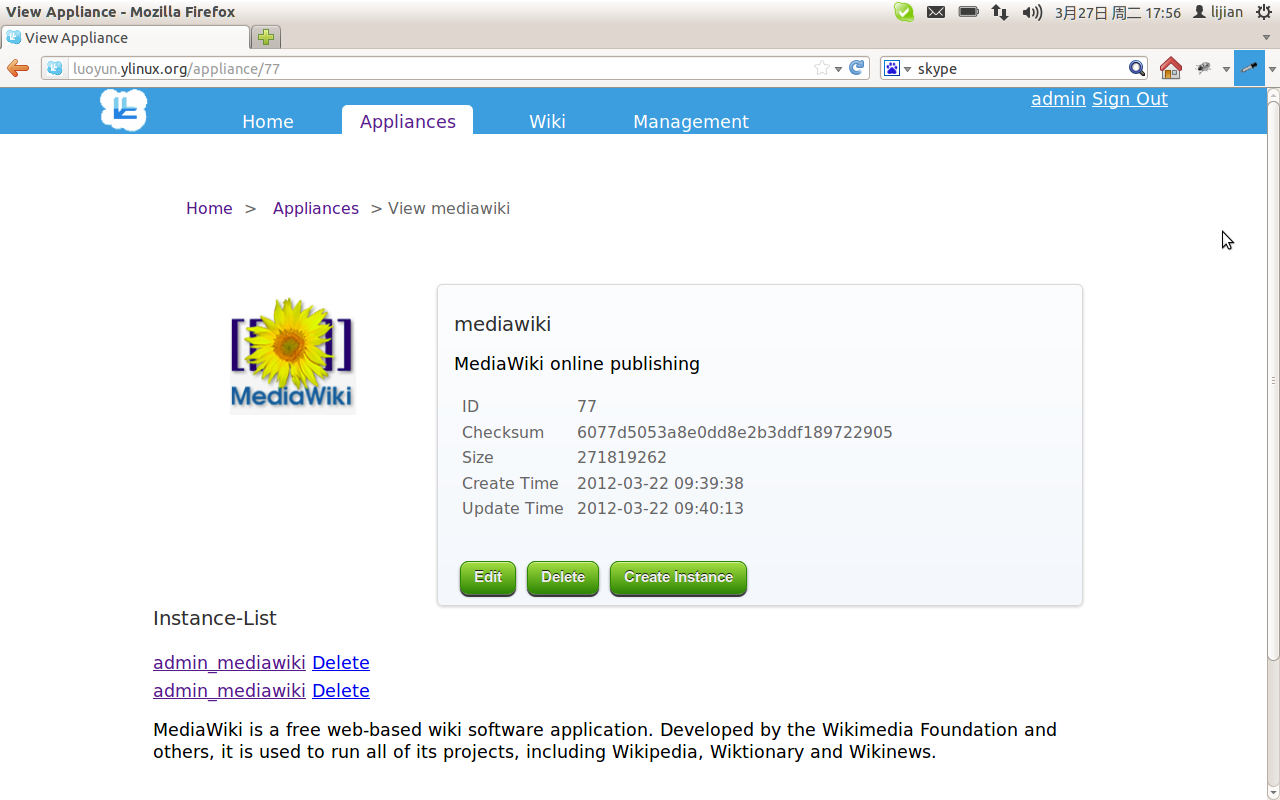 View Appliance - Mozilla Firefox
3月27日 周二 17:56 lijian
View Appliance
luoyun.ylinux.org/appliance/77
skype
admin Sign Out
Home Appliances Wiki Management
Home > Appliances > View mediawiki
MediaWiki
mediawiki
MediaWiki online publishing
ID 77
Checksum 6077d5053a8e0dd8e2b3ddf189722905
Size 271819262
Create Time 2012-03-22 09:39:38
Update Time 2012-03-22 09:40:13
Edit Delete Create Instance
Instance-List
admin_mediawiki Delete
admin_mediawiki Delete
MediaWiki is a free web-based wiki software application. Developed by the Wikimedia Foundation and
others, it is used to run all of its projects, including Wikipedia, Wiktionary and Wikinews.